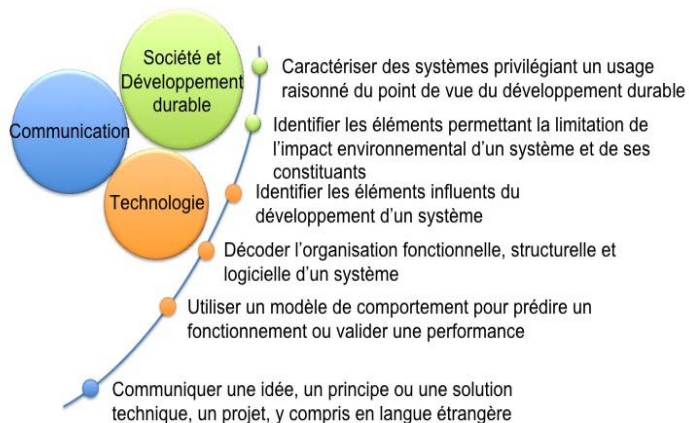 Société et
Développement
durable
Communication
Technologie
Caractériser des systèmes privilégiant un usage
raisonné du point de vue du développement durable
Identifier les éléments permettant la limitation de
l’impact environnemental d’un système et de ses
constituants
Identifier les éléments influents du
développement d’un système
Décoder l’organisation fonctionnelle, structurelle et
logicielle d’un système
Utiliser un modèle de comportement pour prédire un
fonctionnement ou valider une performance
Communiquer une idée, un principe ou une solution
technique, un projet, y compris en langue étrangère